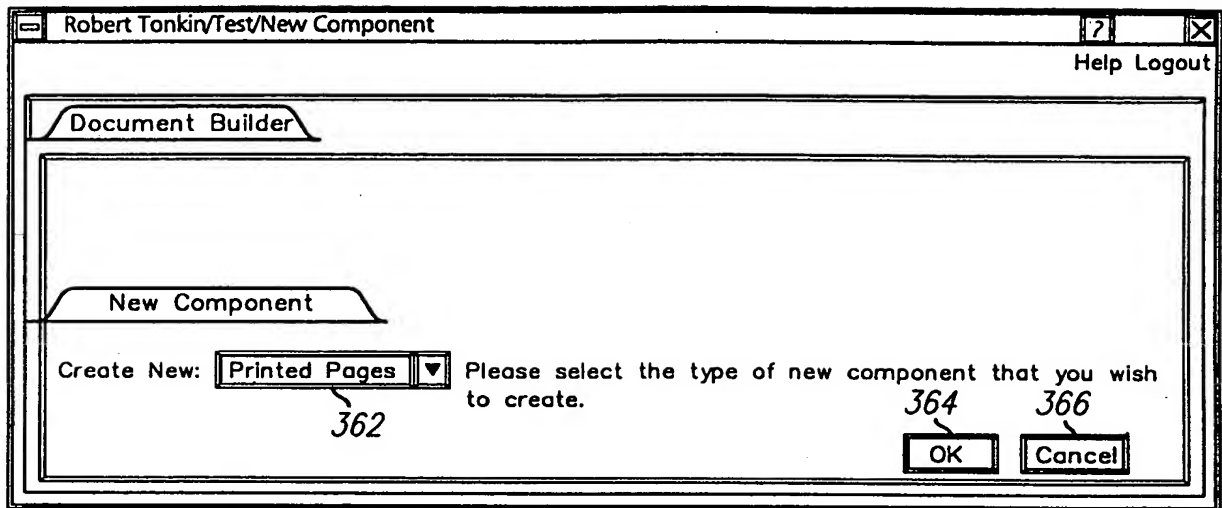 Robert Tonkin/Test/New Component ?
Help Logout
Document Builder
New Component
Create New: Printed Pages Please select the type of new component that you wish
to create.
362
364 366
OK Cancel